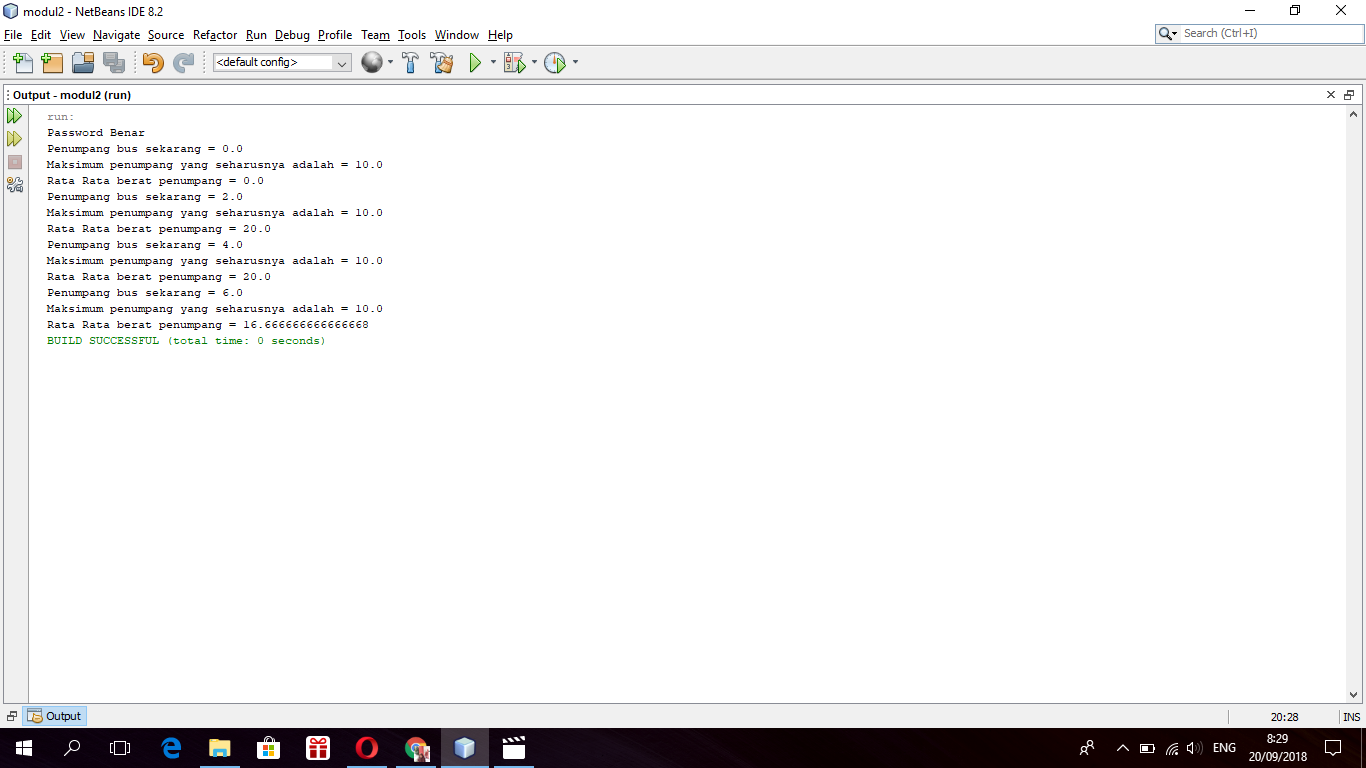 modul2 - NetBeans IDE 8.2
File Edit View Navigate Source Refactor Run Debug Profile Team Tools Window Help
Search (Ctrl+I)
<default config>
Output - modul2 (run)
run:
Password Benar
Penumpang bus sekarang = 0.0
Maksimum penumpang yang seharusnya adalah = 10.0
Rata Rata berat penumpang = 0.0
Penumpang bus sekarang = 2.0
Maksimum penumpang yang seharusnya adalah = 10.0
Rata Rata berat penumpang = 20.0
Penumpang bus sekarang = 4.0
Maksimum penumpang yang seharusnya adalah = 10.0
Rata Rata berat penumpang = 20.0
Penumpang bus sekarang = 6.0
Maksimum penumpang yang seharusnya adalah = 10.0
Rata Rata berat penumpang = 16.666666666666668
BUILD SUCCESSFUL (total time: 0 seconds)
Output
20:28
INS
ENG
8:29
20/09/2018